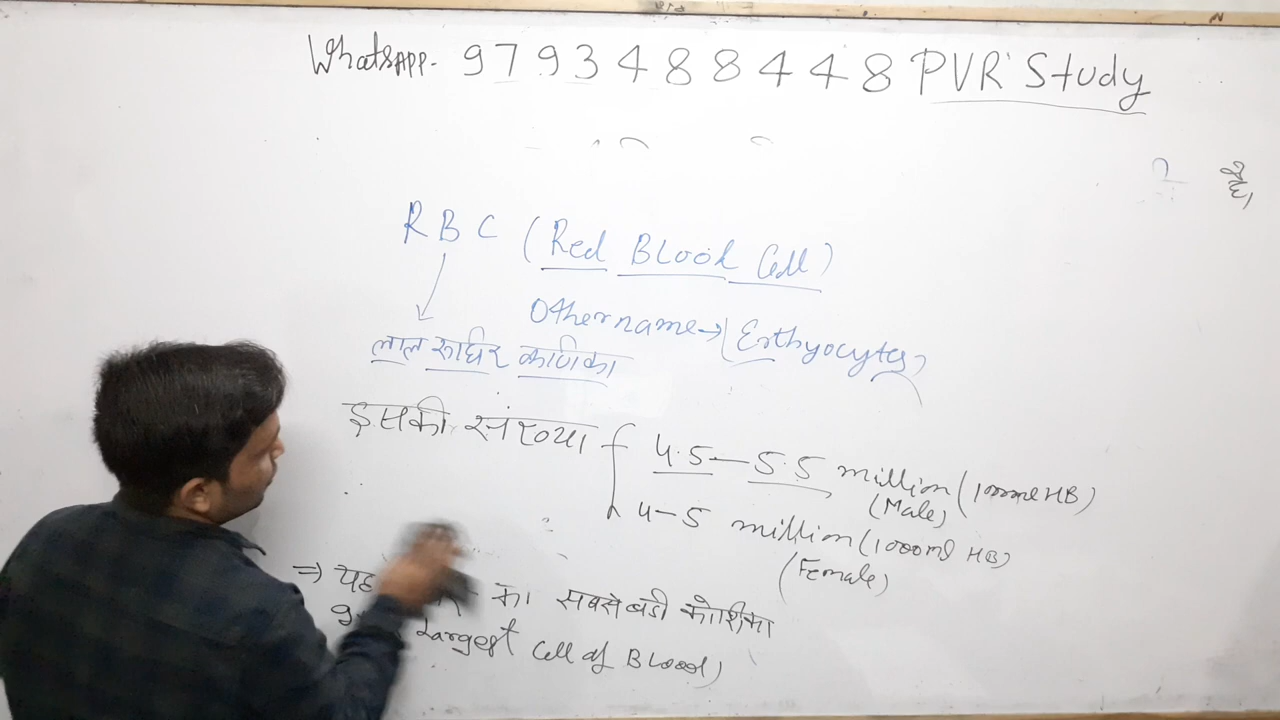 WhatsAPP. 9793488448 PVR Study
RBC (Red Blood Cell)
Other name → (Erthyocytes)
लाल रूधिर काणिका
इसकी संख्या
4.5 — 5.5 million (1000ml HB)
(Male)
4-5 million (1000ml HB)
(Female)
⇒ यह का सबसे बडी कोशिका
Largest Cell of Blood)